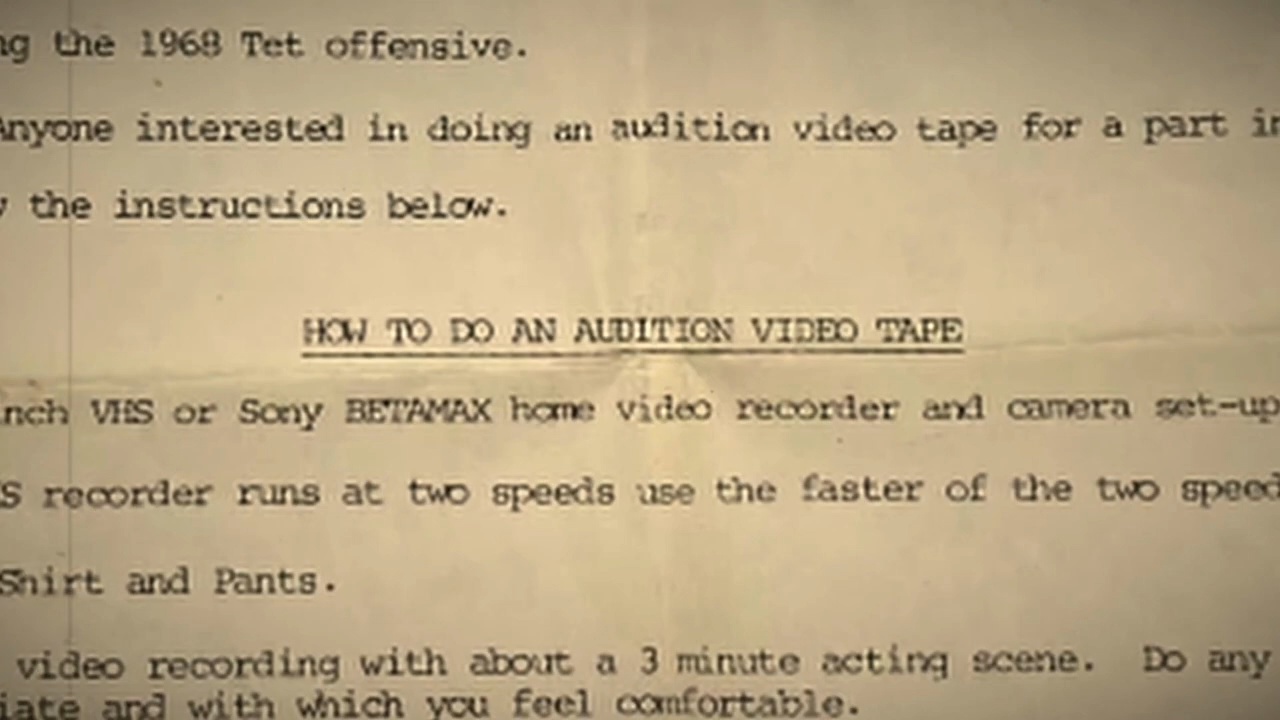 ng the 1968 Tet offensive.
Anyone interested in doing an audition video tape for a part in
y the instructions below.
HOW TO DO AN AUDITION VIDEO TAPE
nch VHS or Sony BETAMAX home video recorder and camera set-up
S recorder runs at two speeds use the faster of the two speed
Shirt and Pants.
video recording with about a 3 minute acting scene. Do any
iate and with which you feel comfortable.